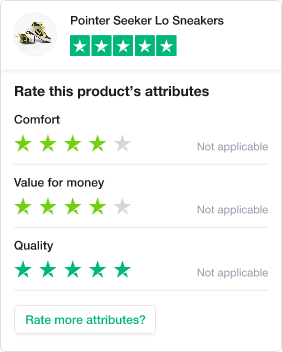 Pointer Seeker Lo Sneakers
Rate this product’s attributes
Comfort
Not applicable
Value for money
Not applicable
Quality
Not applicable
Rate more attributes?